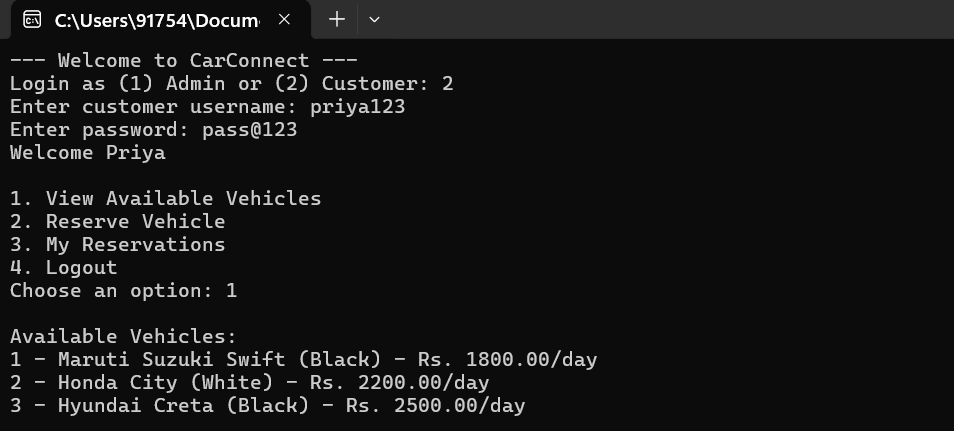 C:\Users\91754\Docum
--- Welcome to CarConnect ---
Login as (1) Admin or (2) Customer: 2
Enter customer username: priya123
Enter password: pass@123
Welcome Priya
1. View Available Vehicles
2. Reserve Vehicle
3. My Reservations
4. Logout
Choose an option: 1
Available Vehicles:
1 - Maruti Suzuki Swift (Black) - Rs. 1800.00/day
2 - Honda City (White) - Rs. 2200.00/day
3 - Hyundai Creta (Black) - Rs. 2500.00/day